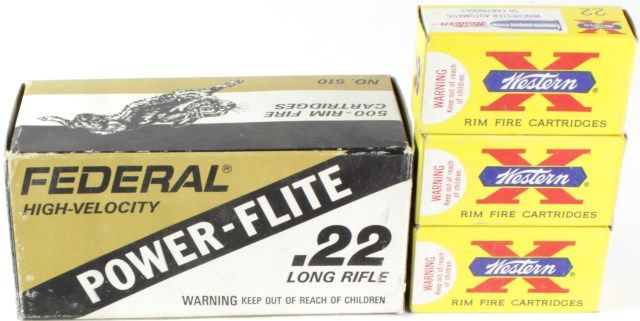 NO. 510
500-RIM FIRE
CARTRIDGES
FEDERAL®
HIGH-VELOCITY
POWER-FLITE
.22
LONG RIFLE
WARNING KEEP OUT OF REACH OF CHILDREN
22
WINCHESTER AUTOMATIC
50 CARTRIDGES
WARNING
Keep out of reach
of children.
X
Western
®
RIM FIRE CARTRIDGES
WARNING
Keep out of reach
of children.
X
Western
®
RIM FIRE CARTRIDGES
WARNING
Keep out of reach
of children.
X
Western
®
RIM FIRE CARTRIDGES